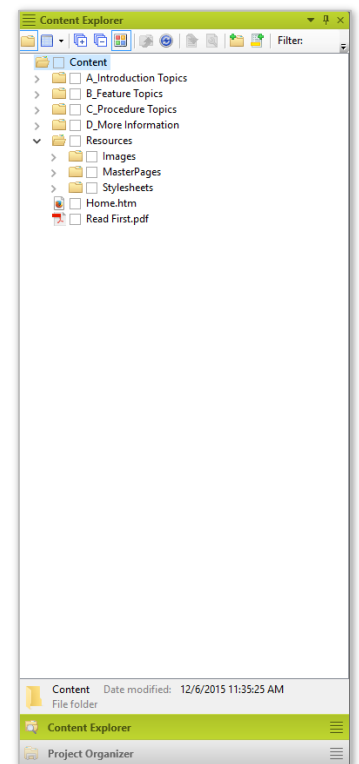 Content Explorer
Filter:
Content
A_Introduction Topics
B_Feature Topics
C_Procedure Topics
D_More Information
Resources
Images
MasterPages
Stylesheets
Home.htm
Read First.pdf
Content Date modified: 12/6/2015 11:35:25 AM
File folder
Content Explorer
Project Organizer